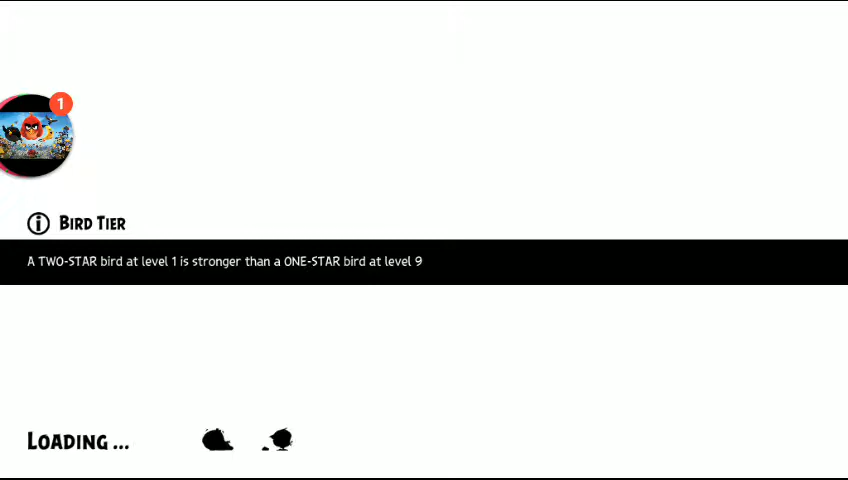 1
BIRD TIER
A TWO-STAR bird at level 1 is stronger than a ONE-STAR bird at level 9
LOADING ...